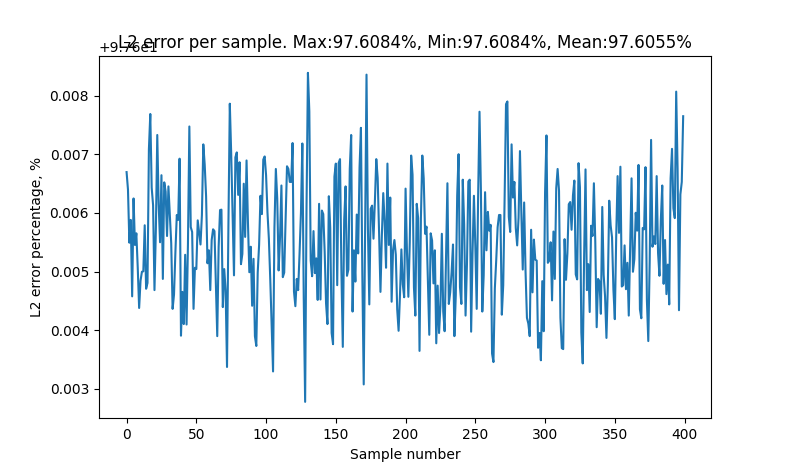 L2 error per sample. Max:97.6084%, Min:97.6084%, Mean:97.6055%
+9.76e1
0.008
0.007
0.006
0.005
0.004
0.003
L2 error percentage, %
0 50 100 150 200 250 300 350 400
Sample number